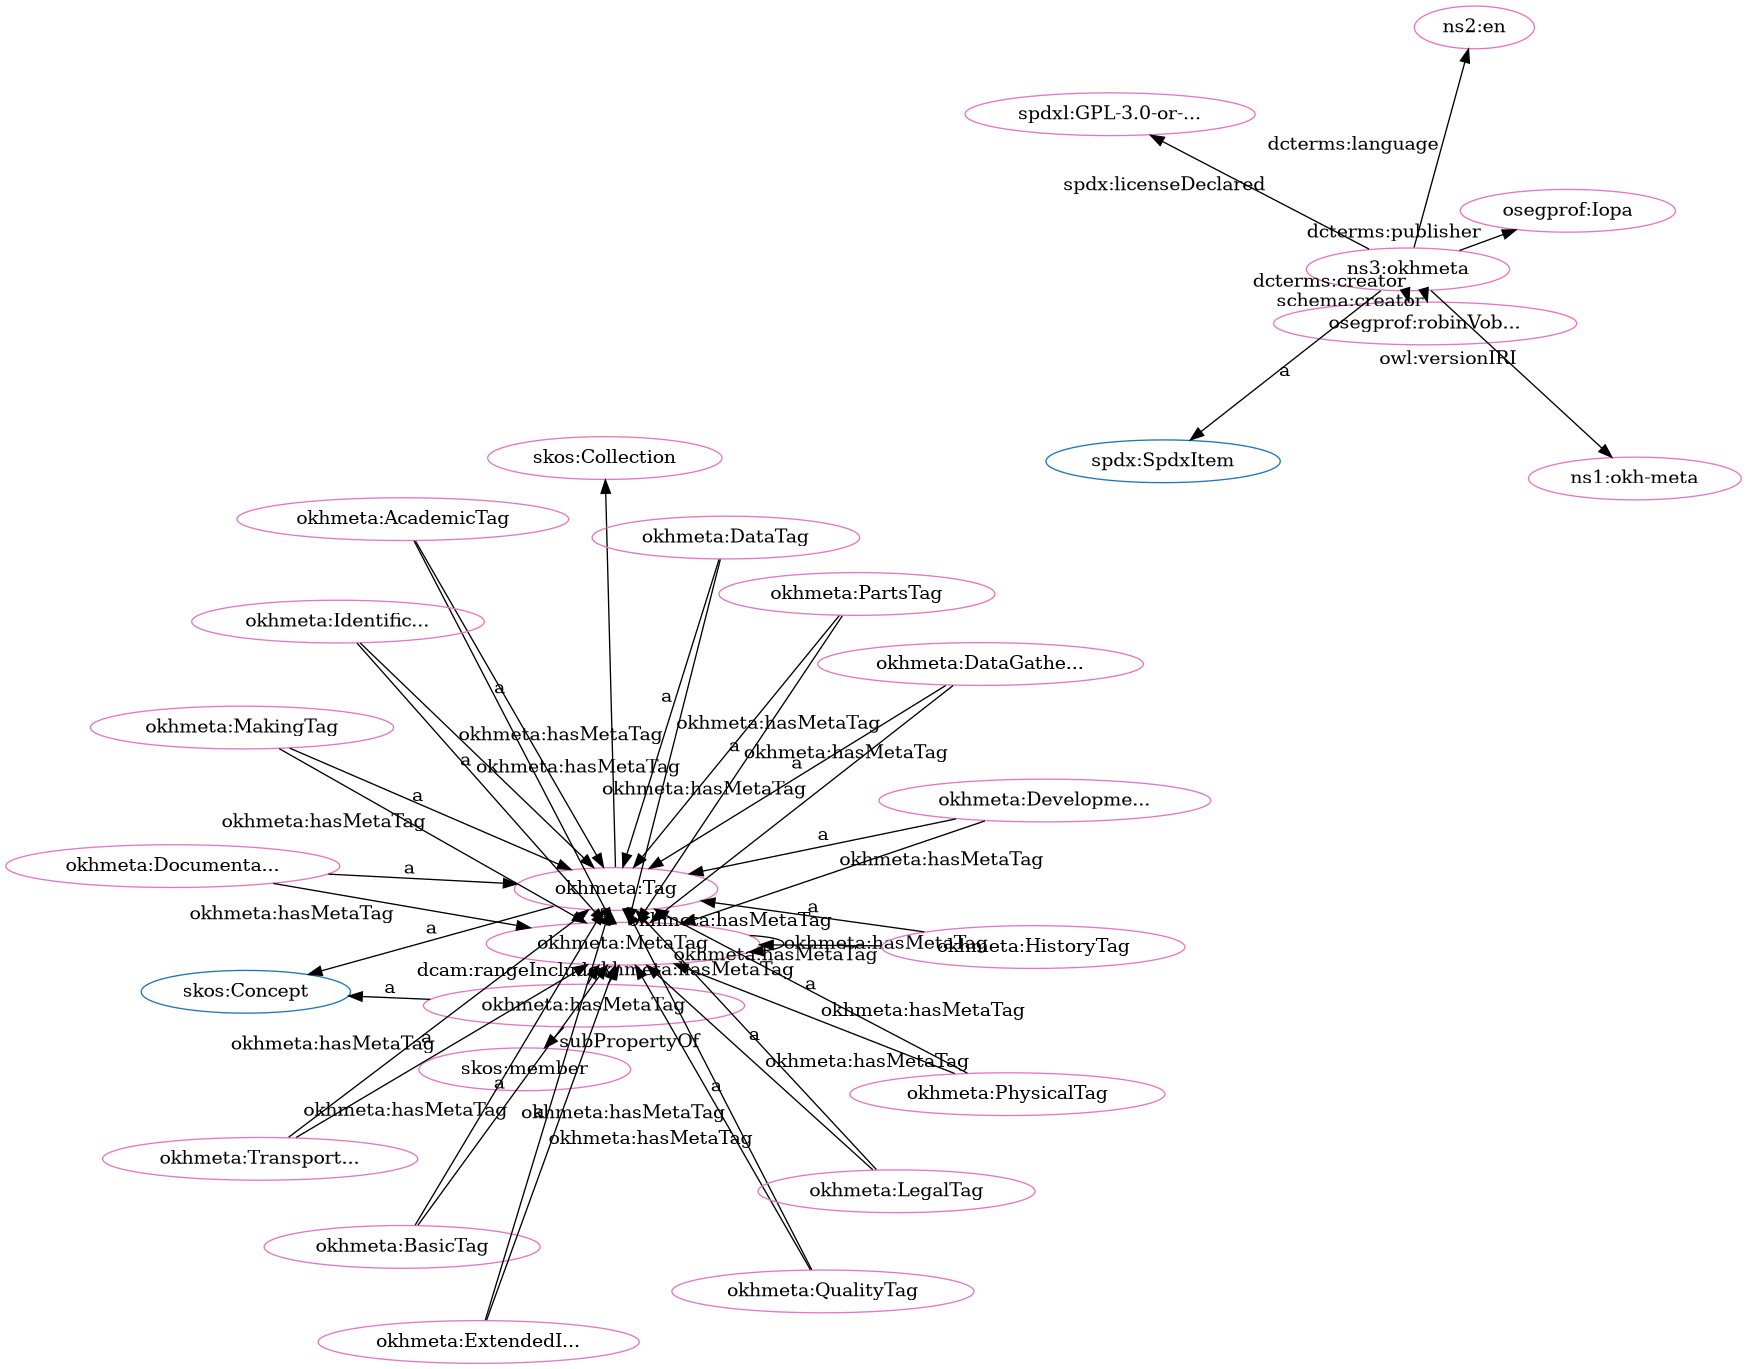 ns2:en
spdxl:GPL-3.0-or-...
dcterms:language
spdx:licenseDeclared
osegprof:Iopa
dcterms:publisher
ns3:okhmeta
dcterms:creator
schema:creator
osegprof:robinVob...
owl:versionIRI
a
spdx:SpdxItem
ns1:okh-meta
skos:Collection
okhmeta:AcademicTag
okhmeta:DataTag
okhmeta:PartsTag
okhmeta:Identific...
okhmeta:DataGathe...
a
a
okhmeta:MakingTag
okhmeta:hasMetaTag
okhmeta:hasMetaTag
a
okhmeta:hasMetaTag
a
a
okhmeta:hasMetaTag
okhmeta:hasMetaTag
a
okhmeta:Developme...
okhmeta:hasMetaTag
a
okhmeta:hasMetaTag
okhmeta:Documenta...
a
okhmeta:Tag
okhmeta:hasMetaTag
a
okhmeta:hasMetaTag
a
okhmeta:MetaTag
okhmeta:hasMetaTag
okhmeta:HistoryTag
okhmeta:hasMetaTag
dcam:rangeInclude
okhmeta:hasMetaTag
a
a
skos:Concept
okhmeta:hasMetaTag
okhmeta:hasMetaTag
okhmeta:hasMetaTag
a
subPropertyOf
a
okhmeta:hasMetaTag
skos:member
a
a
okhmeta:PhysicalTag
okhmeta:hasMetaTag
a
okhmeta:hasMetaTag
okhmeta:hasMetaTag
okhmeta:Transport...
okhmeta:LegalTag
okhmeta:BasicTag
okhmeta:QualityTag
okhmeta:ExtendedI...